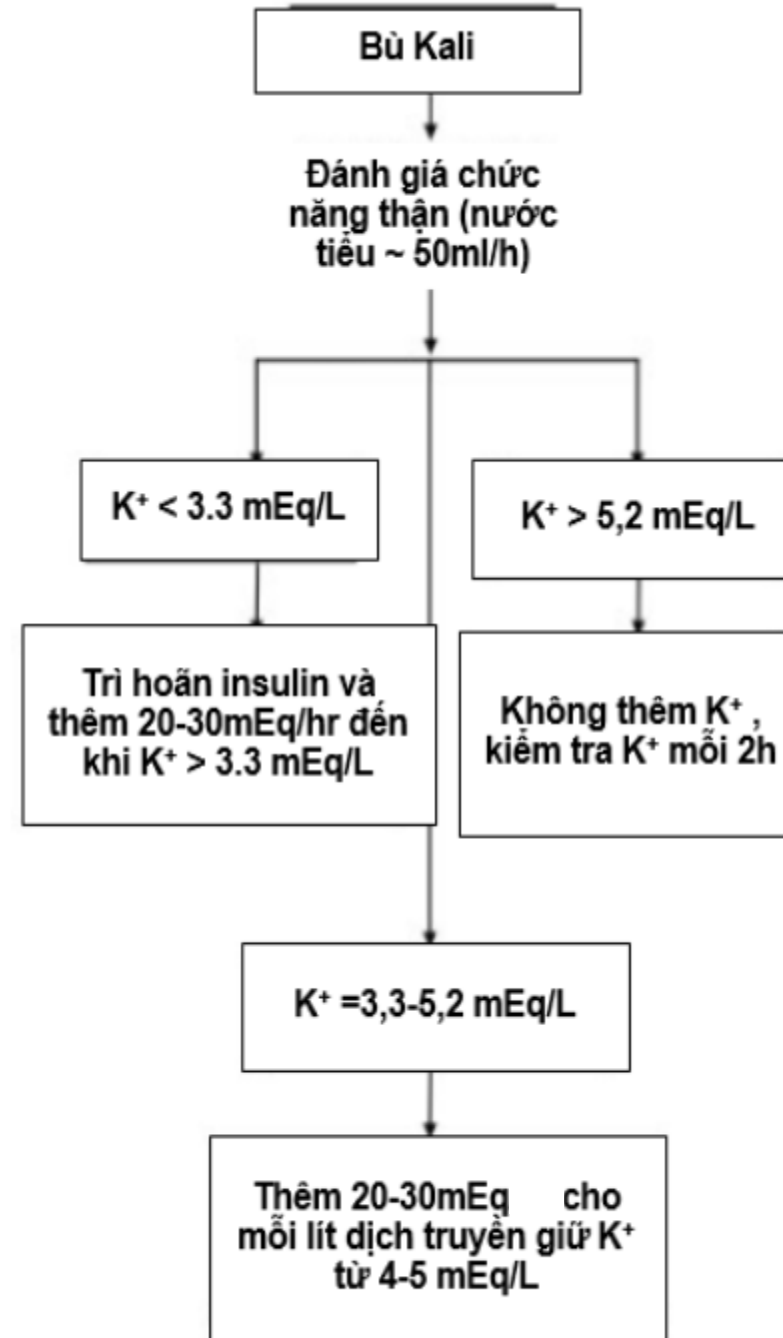 Bù Kali
Đánh giá chức
năng thận (nước
tiểu ~ 50ml/h)
K⁺ < 3.3 mEq/L
K⁺ > 5,2 mEq/L
Trì hoãn insulin và
thêm 20-30mEq/hr đến
khi K⁺ > 3.3 mEq/L
Không thêm K⁺ ,
kiểm tra K⁺ mỗi 2h
K⁺ =3,3-5,2 mEq/L
Thêm 20-30mEq cho
mỗi lít dịch truyền giữ K⁺
từ 4-5 mEq/L